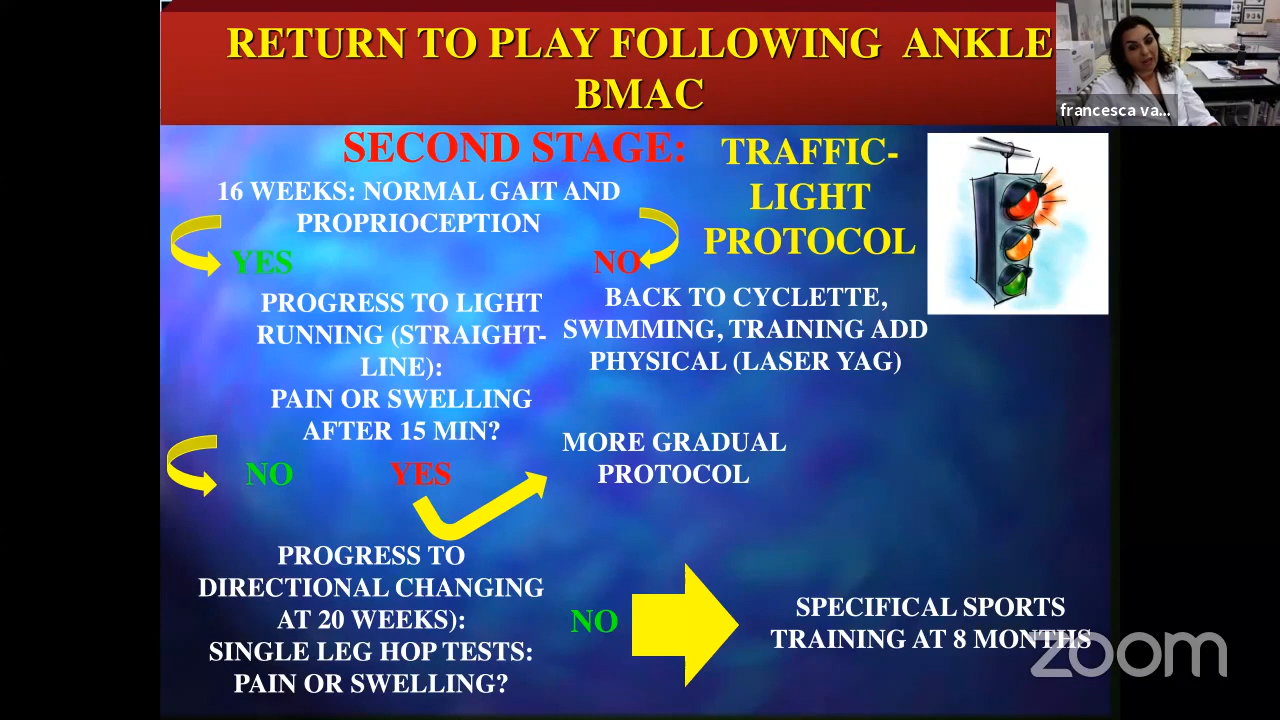 RETURN TO PLAY FOLLOWING ANKLE
BMAC
francesca va...
SECOND STAGE:
TRAFFIC-
LIGHT
PROTOCOL
16 WEEKS: NORMAL GAIT AND
PROPRIOCEPTION
YES
NO
PROGRESS TO LIGHT
RUNNING (STRAIGHT-
LINE):
PAIN OR SWELLING
AFTER 15 MIN?
BACK TO CYCLETTE,
SWIMMING, TRAINING ADD
PHYSICAL (LASER YAG)
NO
YES
MORE GRADUAL
PROTOCOL
PROGRESS TO
DIRECTIONAL CHANGING
AT 20 WEEKS):
SINGLE LEG HOP TESTS:
PAIN OR SWELLING?
NO
SPECIFICAL SPORTS
TRAINING AT 8 MONTHS
zoom